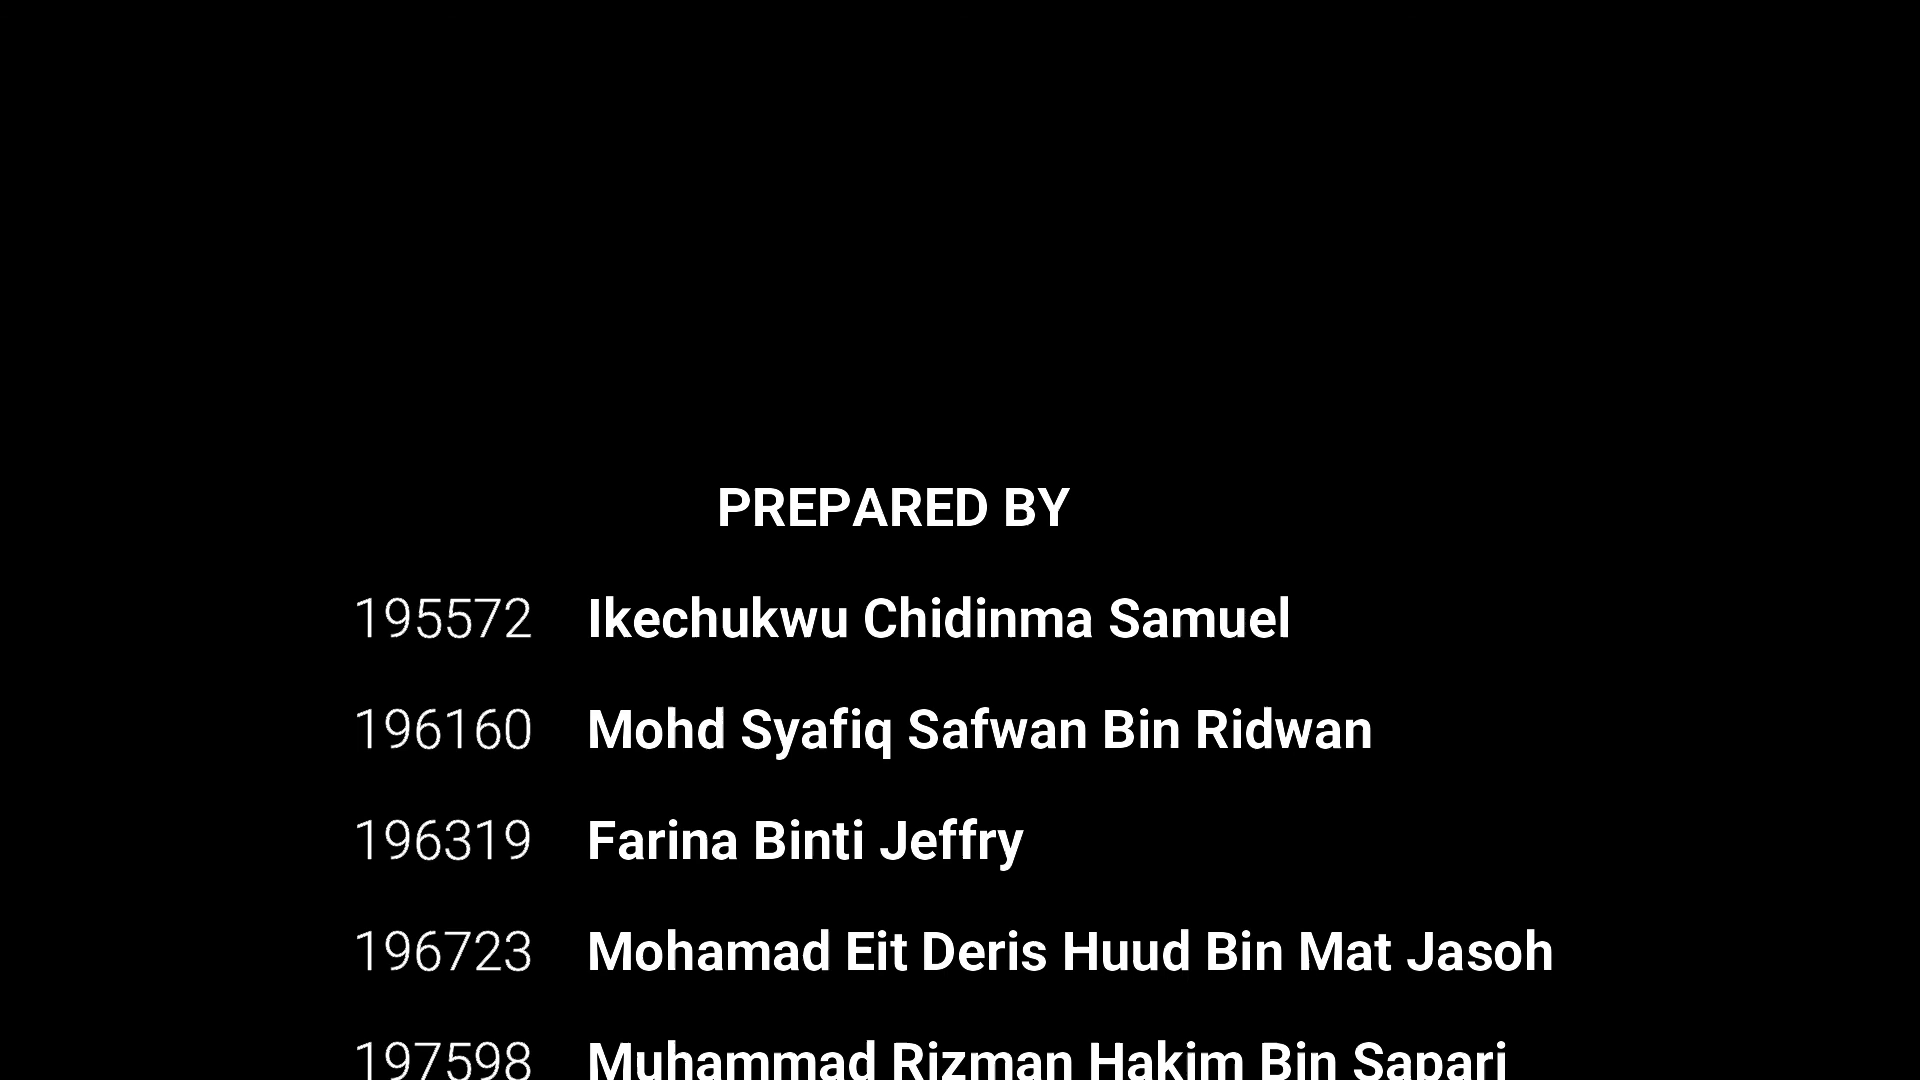 PREPARED BY
195572 Ikechukwu Chidinma Samuel
196160 Mohd Syafiq Safwan Bin Ridwan
196319 Farina Binti Jeffry
196723 Mohamad Eit Deris Huud Bin Mat Jasoh
197598 Muhammad Rizman Hakim Bin Sapari